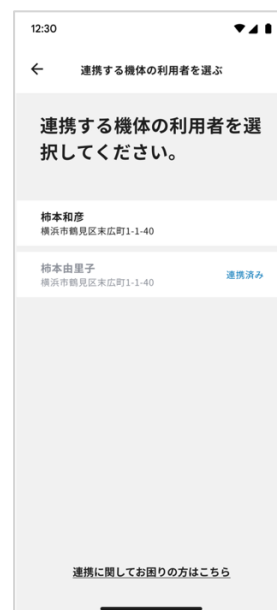 12:30
連携する機体の利用者を選ぶ
連携する機体の利用者を選
択してください。
柿本和彦
横浜市鶴見区末広町1-1-40
柿本由里子
横浜市鶴見区末広町1-1-40
連携済み
連携に関してお困りの方はこちら